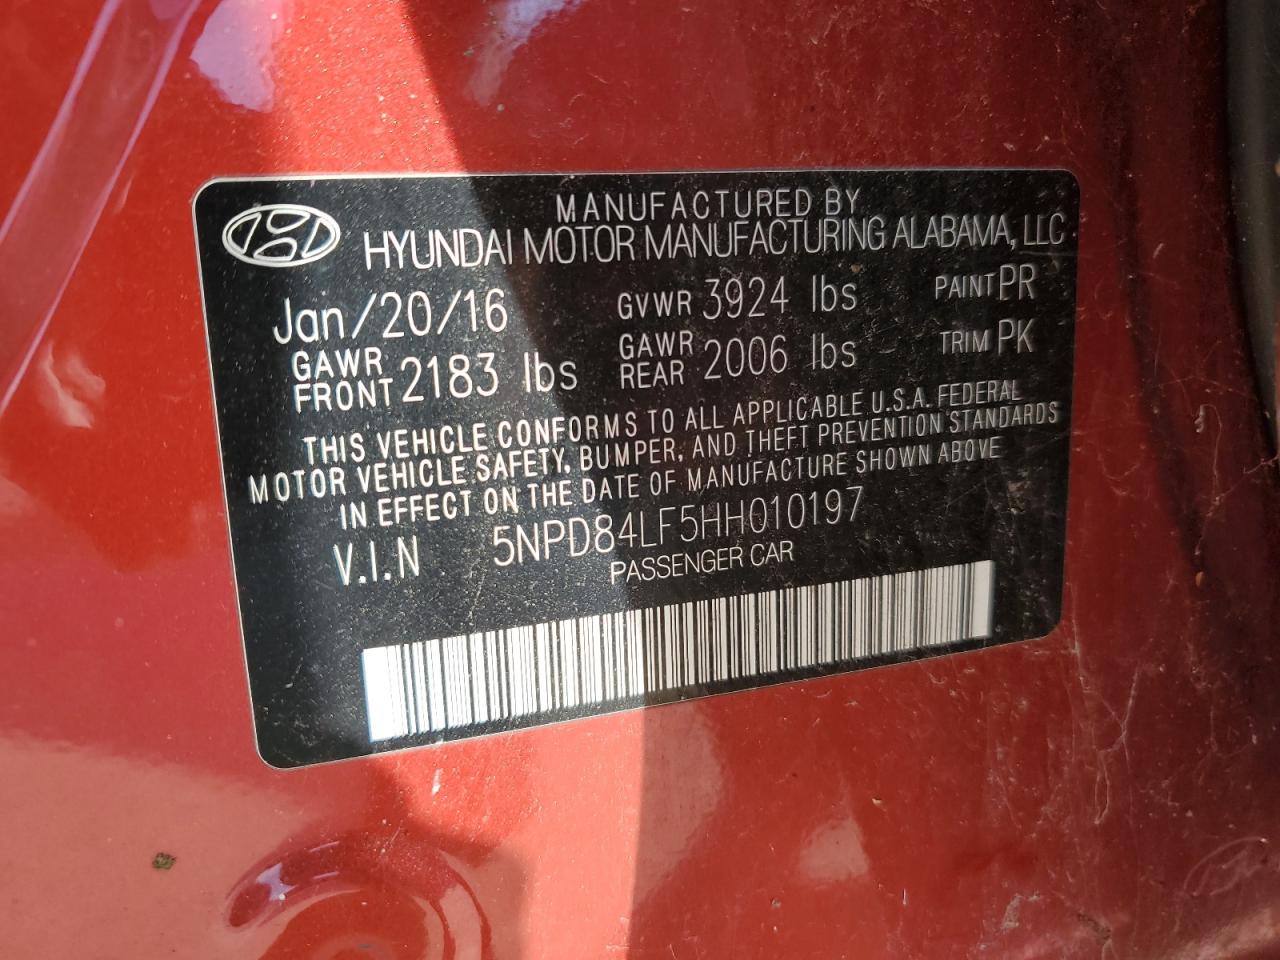 MANUFACTURED BY
HYUNDAI MOTOR MANUFACTURING ALABAMA, LLC
Jan/20/16 GVWR 3924 lbs PAINT PR
GAWR FRONT 2183 lbs GAWR REAR 2006 lbs TRIM PK
THIS VEHICLE CONFORMS TO ALL APPLICABLE U.S.A. FEDERAL
MOTOR VEHICLE SAFETY, BUMPER, AND THEFT PREVENTION STANDARDS
IN EFFECT ON THE DATE OF MANUFACTURE SHOWN ABOVE
V.I.N 5NPD84LF5HH010197
PASSENGER CAR